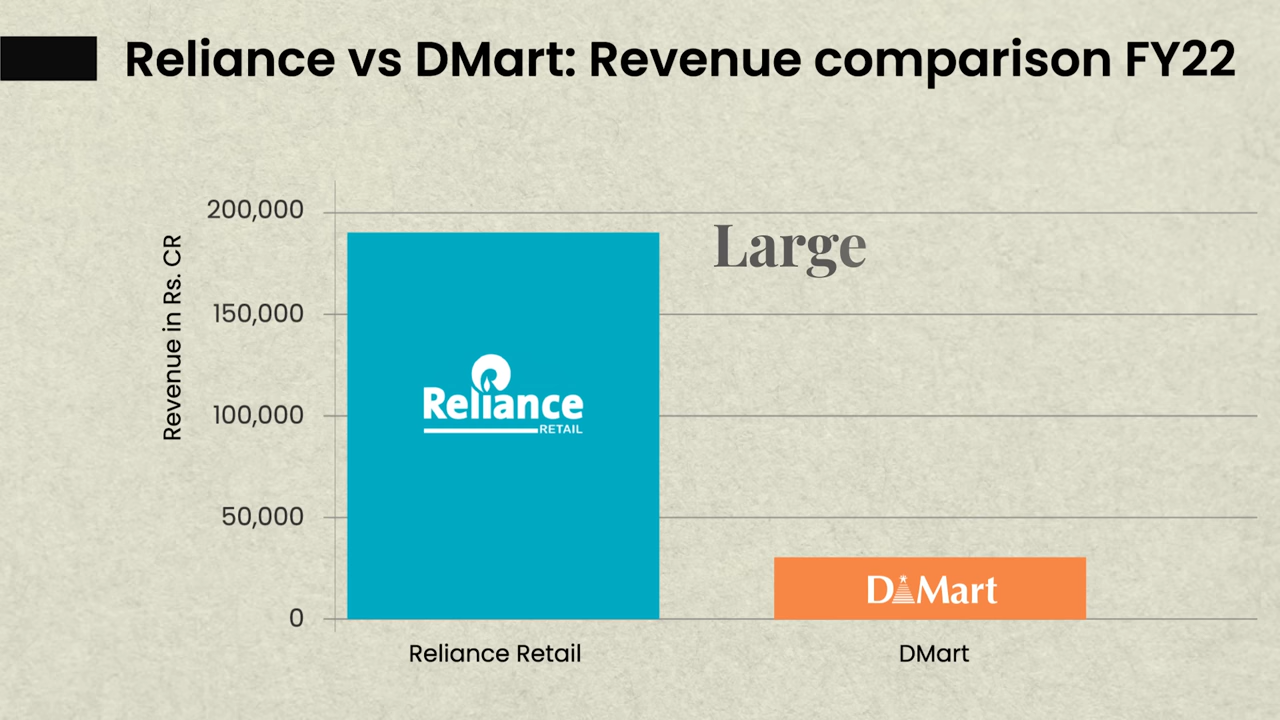 Reliance vs DMart: Revenue comparison FY22
Revenue in Rs. CR
200,000
150,000
100,000
50,000
0
Large
Reliance
RETAIL
DMart
Reliance Retail
DMart